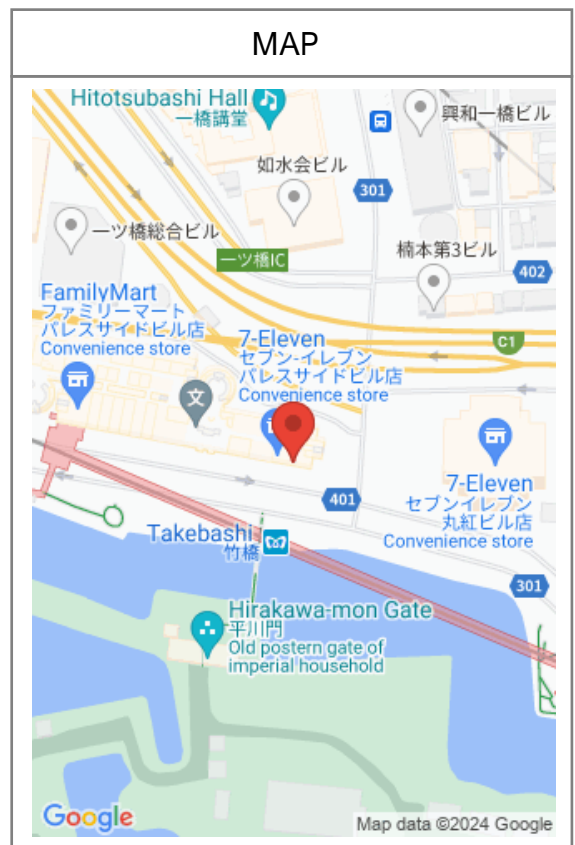 MAP
Hitotsubashi Hall
一橋講堂
興和一橋ビル
如水会ビル
301
一ツ橋総合ビル
一ツ橋IC
楠本第3ビル
402
FamilyMart
ファミリーマート
パレスサイドビル店
Convenience store
7-Eleven
セブン-イレブン
パレスサイドビル店
Convenience store
C1
文
7-Eleven
セブンイレブン
丸紅ビル店
Convenience store
401
Takebashi
竹橋
301
Hirakawa-mon Gate
平川門
Old postern gate of
imperial household
Google
Map data ©2024 Google